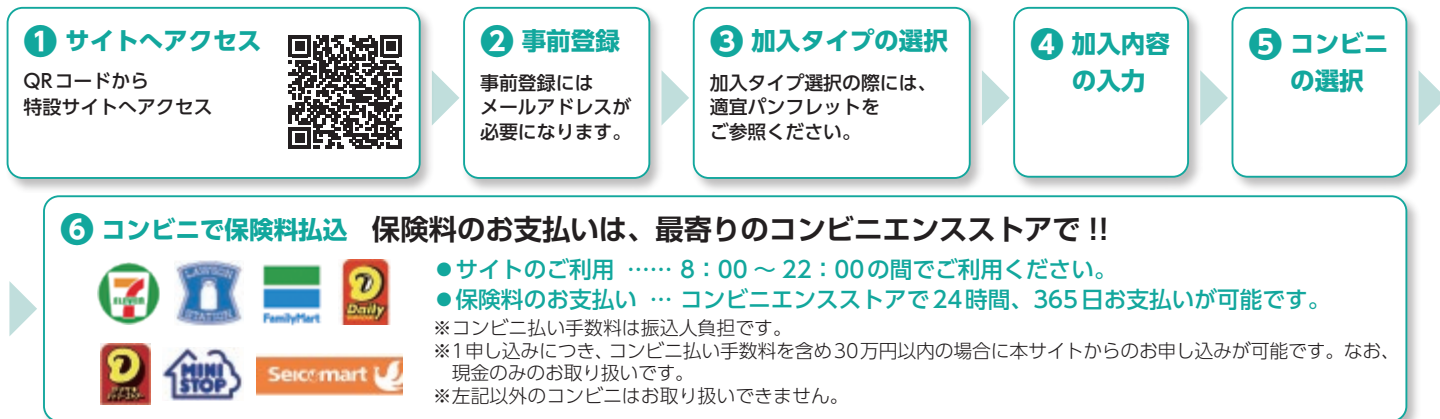 ❶ サイトへアクセス
QRコードから
特設サイトへアクセス
❷ 事前登録
事前登録には
メールアドレスが
必要になります。
❸ 加入タイプの選択
加入タイプ選択の際には、
適宜パンフレットを
ご参照ください。
❹ 加入内容
の入力
❺ コンビニ
の選択
❻ コンビニで保険料払込 保険料のお支払いは、最寄りのコンビニエンスストアで!!
●サイトのご利用 …… 8:00 ～ 22:00の間でご利用ください。
●保険料のお支払い … コンビニエンスストアで24時間、365日お支払いが可能です。
※コンビニ払い手数料は振込人負担です。
※1申し込みにつき、コンビニ払い手数料を含め30万円以内の場合に本サイトからのお申し込みが可能です。なお、
現金のみのお取り扱いです。
※左記以外のコンビニはお取り扱いできません。
7 ELEVEN
LAWSON
STATION
FamilyMart
Daily
MINI
STOP
Seicomart